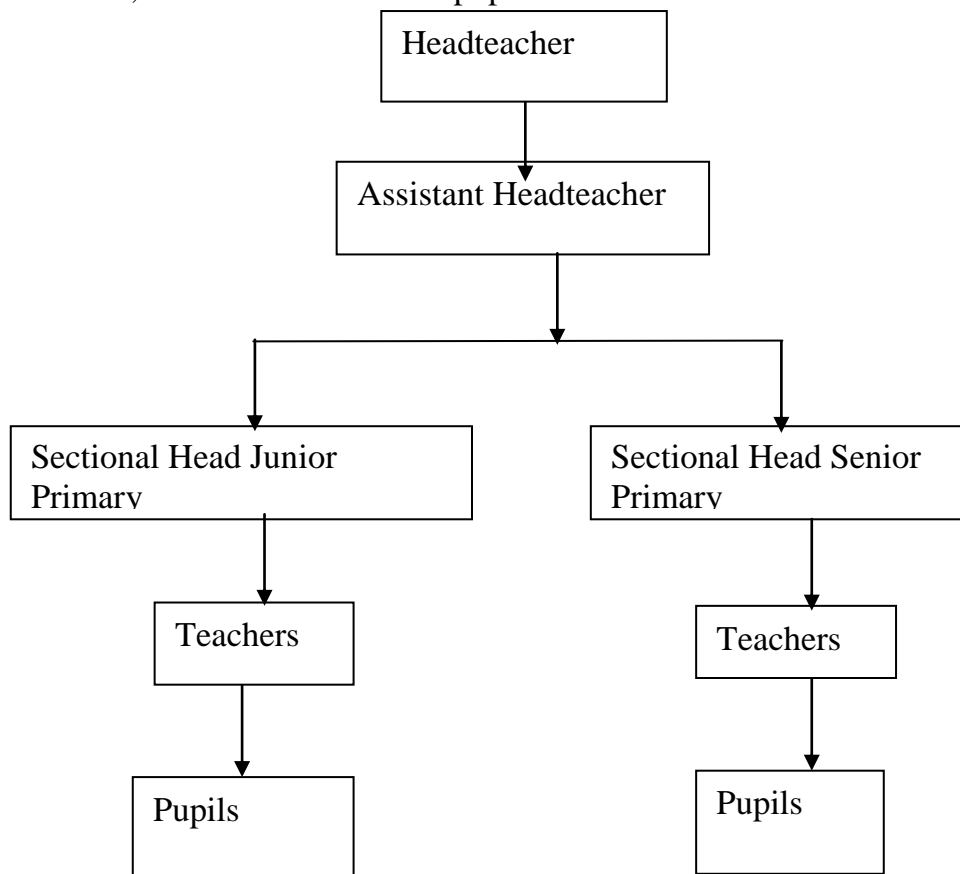 Headteacher
Assistant Headteacher
Sectional Head Junior
Primary
Sectional Head Senior
Primary
Teachers
Teachers
Pupils
Pupils